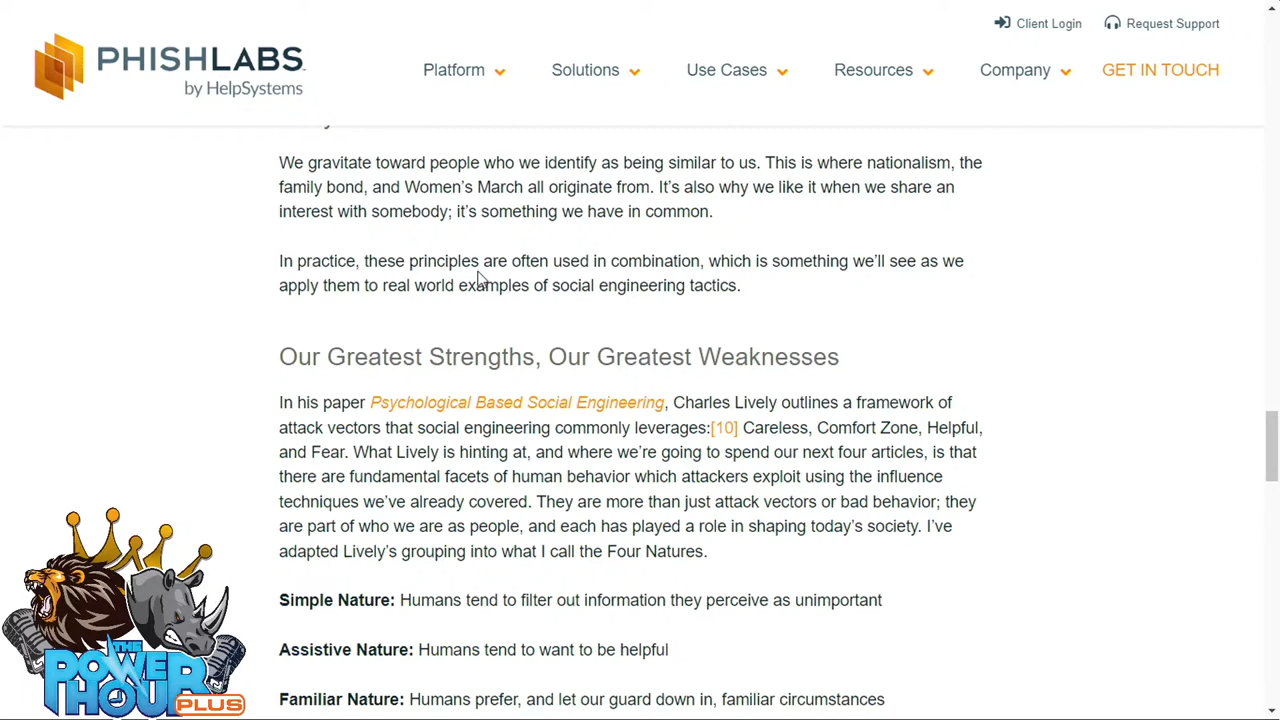 Client Login Request Support
PHISHLABS
by HelpSystems
Platform Solutions Use Cases Resources Company GET IN TOUCH
We gravitate toward people who we identify as being similar to us. This is where nationalism, the
family bond, and Women’s March all originate from. It’s also why we like it when we share an
interest with somebody; it’s something we have in common.
In practice, these principles are often used in combination, which is something we’ll see as we
apply them to real world examples of social engineering tactics.
Our Greatest Strengths, Our Greatest Weaknesses
In his paper Psychological Based Social Engineering, Charles Lively outlines a framework of
attack vectors that social engineering commonly leverages:[10] Careless, Comfort Zone, Helpful,
and Fear. What Lively is hinting at, and where we’re going to spend our next four articles, is that
there are fundamental facets of human behavior which attackers exploit using the influence
techniques we’ve already covered. They are more than just attack vectors or bad behavior; they
are part of who we are as people, and each has played a role in shaping today’s society. I’ve
adapted Lively’s grouping into what I call the Four Natures.
Simple Nature: Humans tend to filter out information they perceive as unimportant
Assistive Nature: Humans tend to want to be helpful
Familiar Nature: Humans prefer, and let our guard down in, familiar circumstances
THE
POWER
HOUR
PLUS